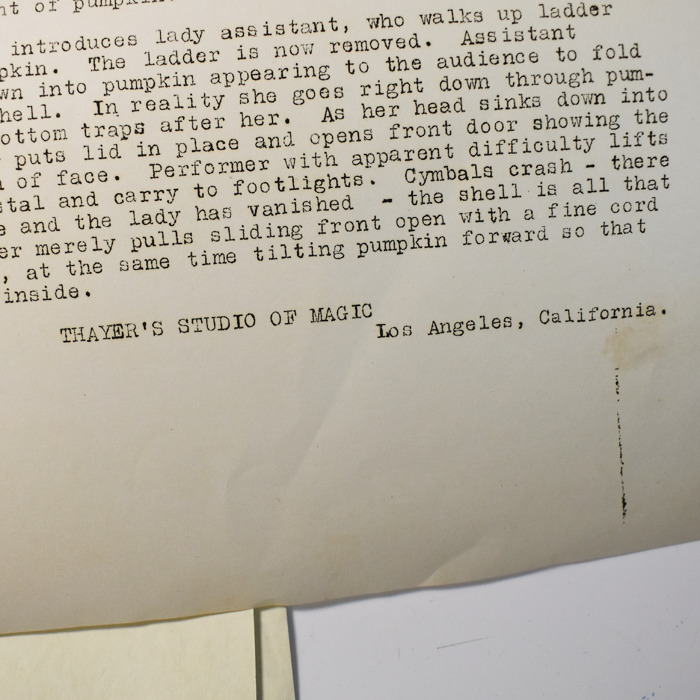 nt of pumpkin.
introduces lady assistant, who walks up ladder
pkin. The ladder is now removed. Assistant
wn into pumpkin appearing to the audience to fold
hell. In reality she goes right down through pum-
ottom traps after her. As her head sinks down into
puts lid in place and opens front door showing the
of face. Performer with apparent difficulty lifts
stal and carry to footlights. Cymbals crash - there
e and the lady has vanished - the shell is all that
er merely pulls sliding front open with a fine cord
, at the same time tilting pumpkin forward so that
inside.
THAYER'S STUDIO OF MAGIC
Los Angeles, California.